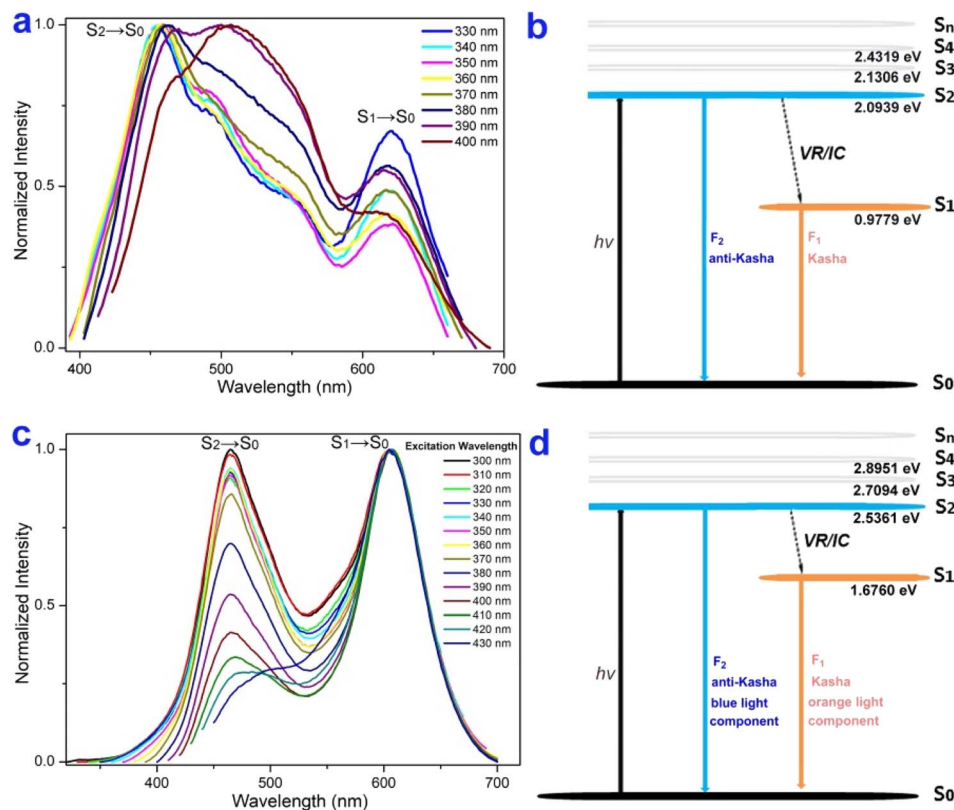 a
S2→S0
S1→S0
330 nm
340 nm
350 nm
360 nm
370 nm
380 nm
390 nm
400 nm
1.0
0.5
0.0
Normalized Intensity
400
500
600
700
Wavelength (nm)
b
Sn
S4
2.4319 eV
S3
2.1306 eV
S2
2.0939 eV
VR/IC
S1
0.9779 eV
hv
F2
anti-Kasha
F1
Kasha
S0
c
S2→S0
S1→S0
Excitation Wavelength
300 nm
310 nm
320 nm
330 nm
340 nm
350 nm
360 nm
370 nm
380 nm
390 nm
400 nm
410 nm
420 nm
430 nm
1.0
0.5
0.0
Normalized Intensity
400
500
600
700
Wavelength (nm)
d
Sn
S4
2.8951 eV
S3
2.7094 eV
S2
2.5361 eV
VR/IC
S1
1.6760 eV
hv
F2
anti-Kasha
blue light
component
F1
Kasha
orange light
component
S0